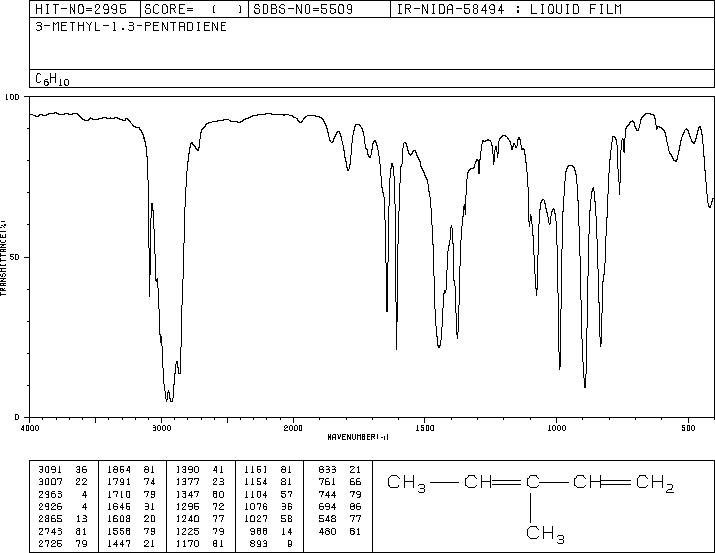 HIT-NO=2995 SCORE= ( ) SDBS-NO=5509 IR-NIDA-58494 : LIQUID FILM
3-METHYL-1.3-PENTADIENE
C6H10
100
50
0
TRANSMITTANCE(%)
4000 3000 2000 1500 1000 500
WAVENUMBER(-1)
3091 36 1854 81 1390 41 1161 81 833 21
3007 22 1791 74 1377 23 1154 81 761 66
2963 4 1710 79 1347 60 1104 57 744 79
2926 4 1646 31 1296 72 1076 36 694 86
2865 13 1608 20 1240 77 1027 58 548 77
2743 81 1558 79 1225 79 988 14 480 81
2726 79 1447 21 1170 81 893 9
CH3 CH C CH CH2
CH3